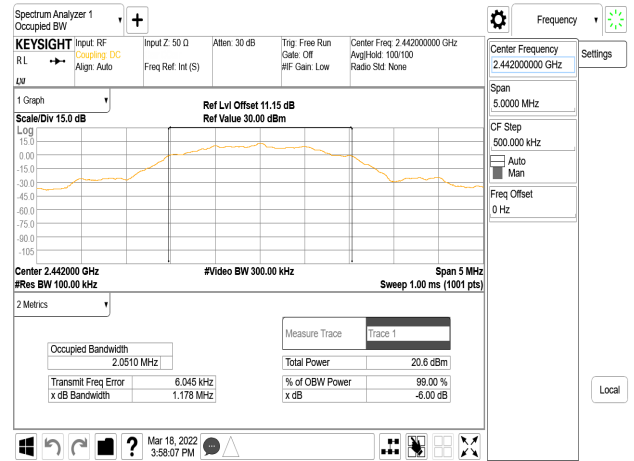 Spectrum Analyzer 1
Occupied BW
Frequency
KEYSIGHT
RL
LXI
Input: RF
Coupling: DC
Align: Auto
Input Z: 50 Ω
Freq Ref: Int (S)
Atten: 30 dB
Trig: Free Run
Gate: Off
#IF Gain: Low
Center Freq: 2.442000000 GHz
Avg|Hold: 100/100
Radio Std: None
Center Frequency
2.442000000 GHz
Settings
Span
5.0000 MHz
CF Step
500.000 kHz
Auto
Man
Freq Offset
0 Hz
Local
1 Graph
Scale/Div 15.0 dB
Ref Lvl Offset 11.15 dB
Ref Value 30.00 dBm
Log
15.0
0.00
-15.0
-30.0
-45.0
-60.0
-75.0
-90.0
-105
Center 2.442000 GHz
#Video BW 300.00 kHz
Span 5 MHz
#Res BW 100.00 kHz
Sweep 1.00 ms (1001 pts)
2 Metrics
Measure Trace
Trace 1
Occupied Bandwidth
2.0510 MHz
Total Power
20.6 dBm
Transmit Freq Error
6.045 kHz
% of OBW Power
99.00 %
x dB Bandwidth
1.178 MHz
x dB
-6.00 dB
?
Mar 18, 2022
3:58:07 PM